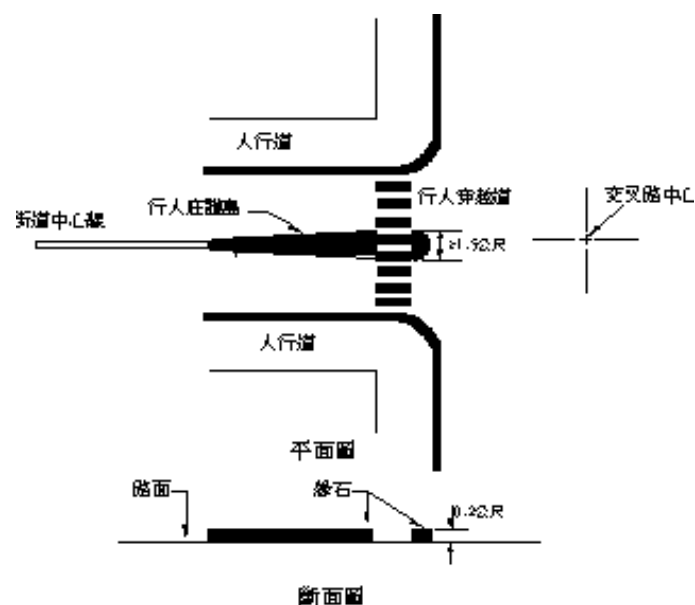 人行道
行人庇護島
行人穿越道
交叉路中心
街道中心線
≥1.5公尺
人行道
平面圖
路面
緣石
0.2公尺
斷面圖